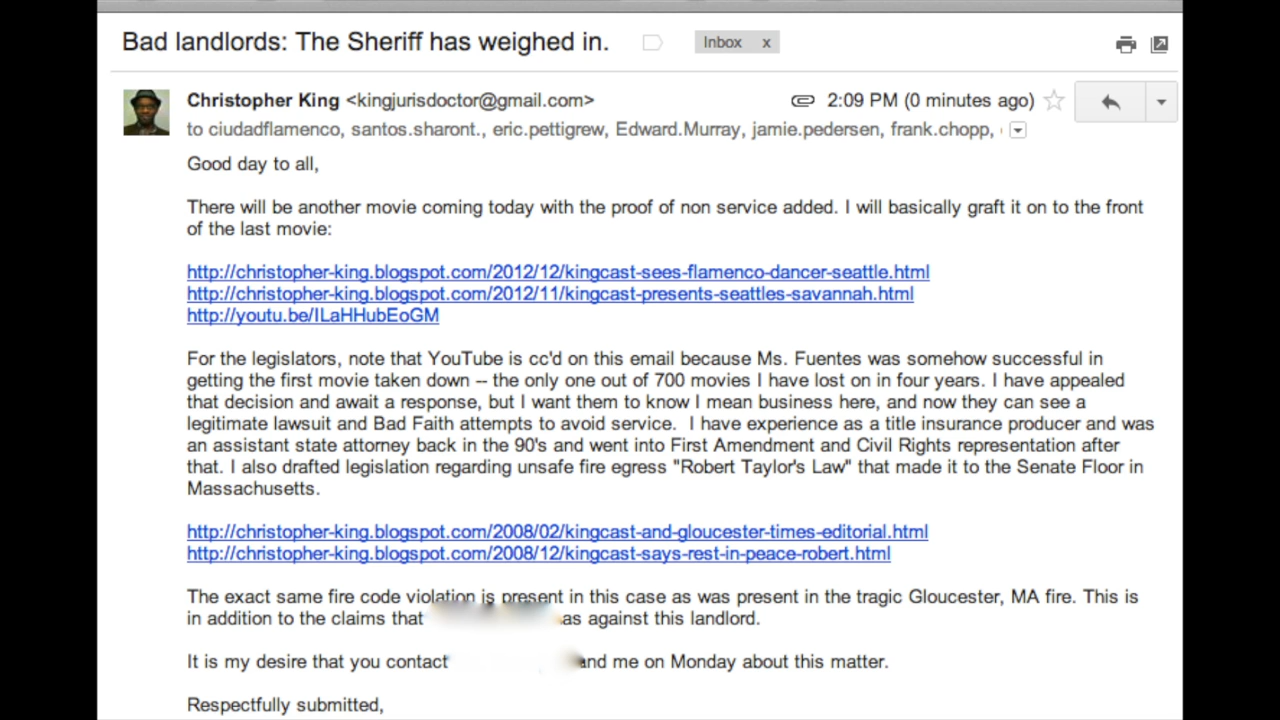 Bad landlords: The Sheriff has weighed in.
Inbox x
Christopher King <kingjurisdoctor@gmail.com>
2:09 PM (0 minutes ago)
to ciudadflamenco, santos.sharont., eric.pettigrew, Edward.Murray, jamie.pedersen, frank.chopp,
Good day to all,
There will be another movie coming today with the proof of non service added. I will basically graft it on to the front
of the last movie:
http://christopher-king.blogspot.com/2012/12/kingcast-sees-flamenco-dancer-seattle.html
http://christopher-king.blogspot.com/2012/11/kingcast-presents-seattles-savannah.html
http://youtu.be/ILaHHubEoGM
For the legislators, note that YouTube is cc'd on this email because Ms. Fuentes was somehow successful in
getting the first movie taken down -- the only one out of 700 movies I have lost on in four years. I have appealed
that decision and await a response, but I want them to know I mean business here, and now they can see a
legitimate lawsuit and Bad Faith attempts to avoid service.  I have experience as a title insurance producer and was
an assistant state attorney back in the 90's and went into First Amendment and Civil Rights representation after
that. I also drafted legislation regarding unsafe fire egress "Robert Taylor's Law" that made it to the Senate Floor in
Massachusetts.
http://christopher-king.blogspot.com/2008/02/kingcast-and-gloucester-times-editorial.html
http://christopher-king.blogspot.com/2008/12/kingcast-says-rest-in-peace-robert.html
The exact same fire code violation is present in this case as was present in the tragic Gloucester, MA fire. This is
in addition to the claims that as against this landlord.
It is my desire that you contact and me on Monday about this matter.
Respectfully submitted,